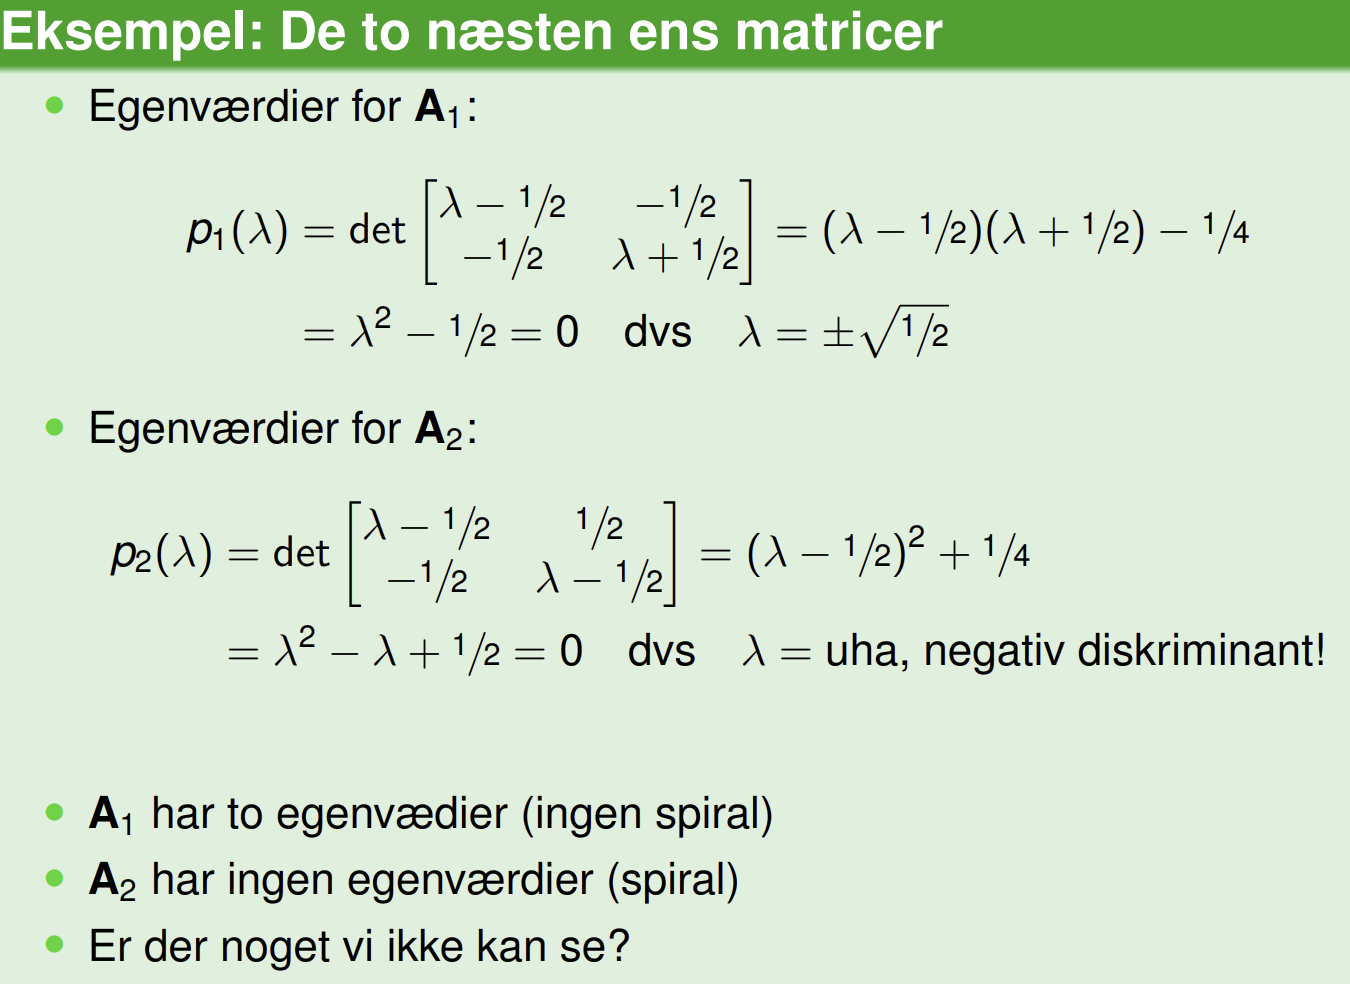 Eksempel: De to næsten ens matricer
• Egenværdier for A₁:
p₁(λ) = det [λ − 1/2  −1/2; −1/2  λ + 1/2] = (λ − 1/2)(λ + 1/2) − 1/4
= λ² − 1/2 = 0 dvs λ = ±√1/2
• Egenværdier for A₂:
p₂(λ) = det [λ − 1/2  1/2; −1/2  λ − 1/2] = (λ − 1/2)² + 1/4
= λ² − λ + 1/2 = 0 dvs λ = uha, negativ diskriminant!
• A₁ har to egenvædier (ingen spiral)
• A₂ har ingen egenværdier (spiral)
• Er der noget vi ikke kan se?